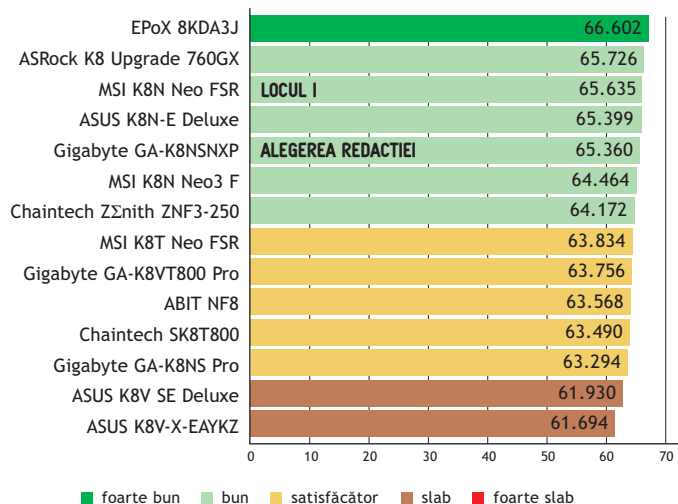 EPoX 8KDA3J 66.602
ASRock K8 Upgrade 760GX 65.726
MSI K8N Neo FSR LOCUL I 65.635
ASUS K8N-E Deluxe 65.399
Gigabyte GA-K8NSNXP ALEGEREA REDACTIEI 65.360
MSI K8N Neo3 F 64.464
Chaintech ZΣnith ZNF3-250 64.172
MSI K8T Neo FSR 63.834
Gigabyte GA-K8VT800 Pro 63.756
ABIT NF8 63.568
Chaintech SK8T800 63.490
Gigabyte GA-K8NS Pro 63.294
ASUS K8V SE Deluxe 61.930
ASUS K8V-X-EAYKZ 61.694
0 10 20 30 40 50 60 70
foarte bun bun satisfăcător slab foarte slab